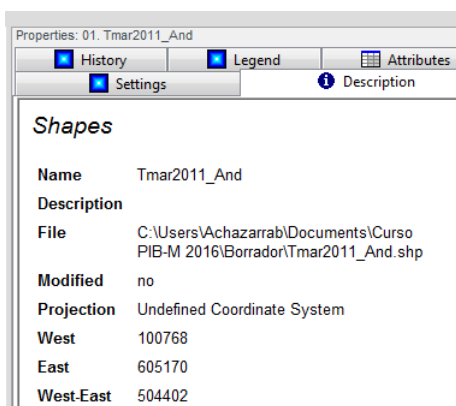 Properties: 01. Tmar2011_And
History Legend Attributes
Settings Description
Shapes
Name Tmar2011_And
Description
File C:\Users\Achazarrab\Documents\Curso
PIB-M 2016\Borrador\Tmar2011_And.shp
Modified no
Projection Undefined Coordinate System
West 100768
East 605170
West-East 504402